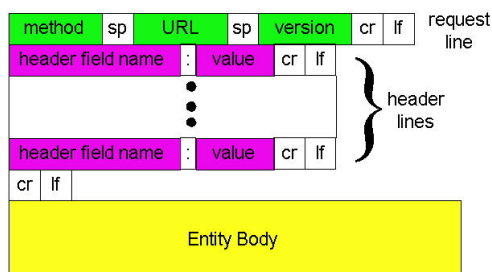 method sp URL sp version cr lf request line
header field name : value cr lf
header lines
header field name : value cr lf
cr lf
Entity Body